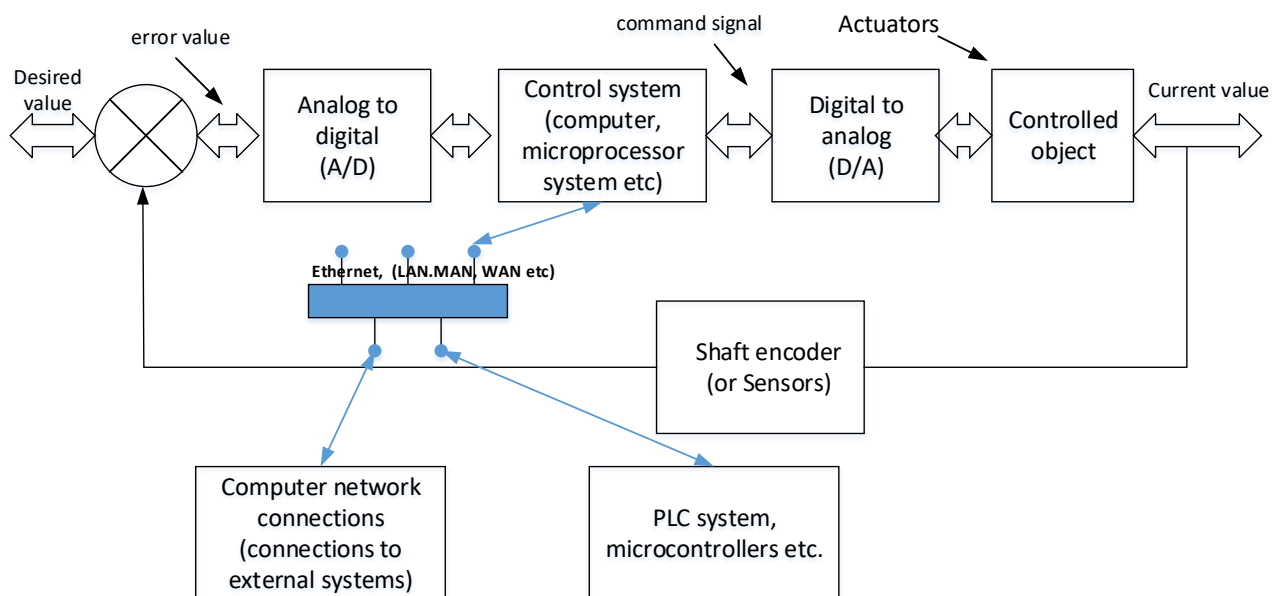 error value
command signal
Actuators
Desired
value
Analog to
digital
(A/D)
Control system
(computer,
microprocessor
system etc)
Digital to
analog
(D/A)
Controlled
object
Current value
Ethernet,  (LAN.MAN, WAN etc)
Shaft encoder
(or Sensors)
Computer network
connections
(connections to
external systems)
PLC system,
microcontrollers etc.